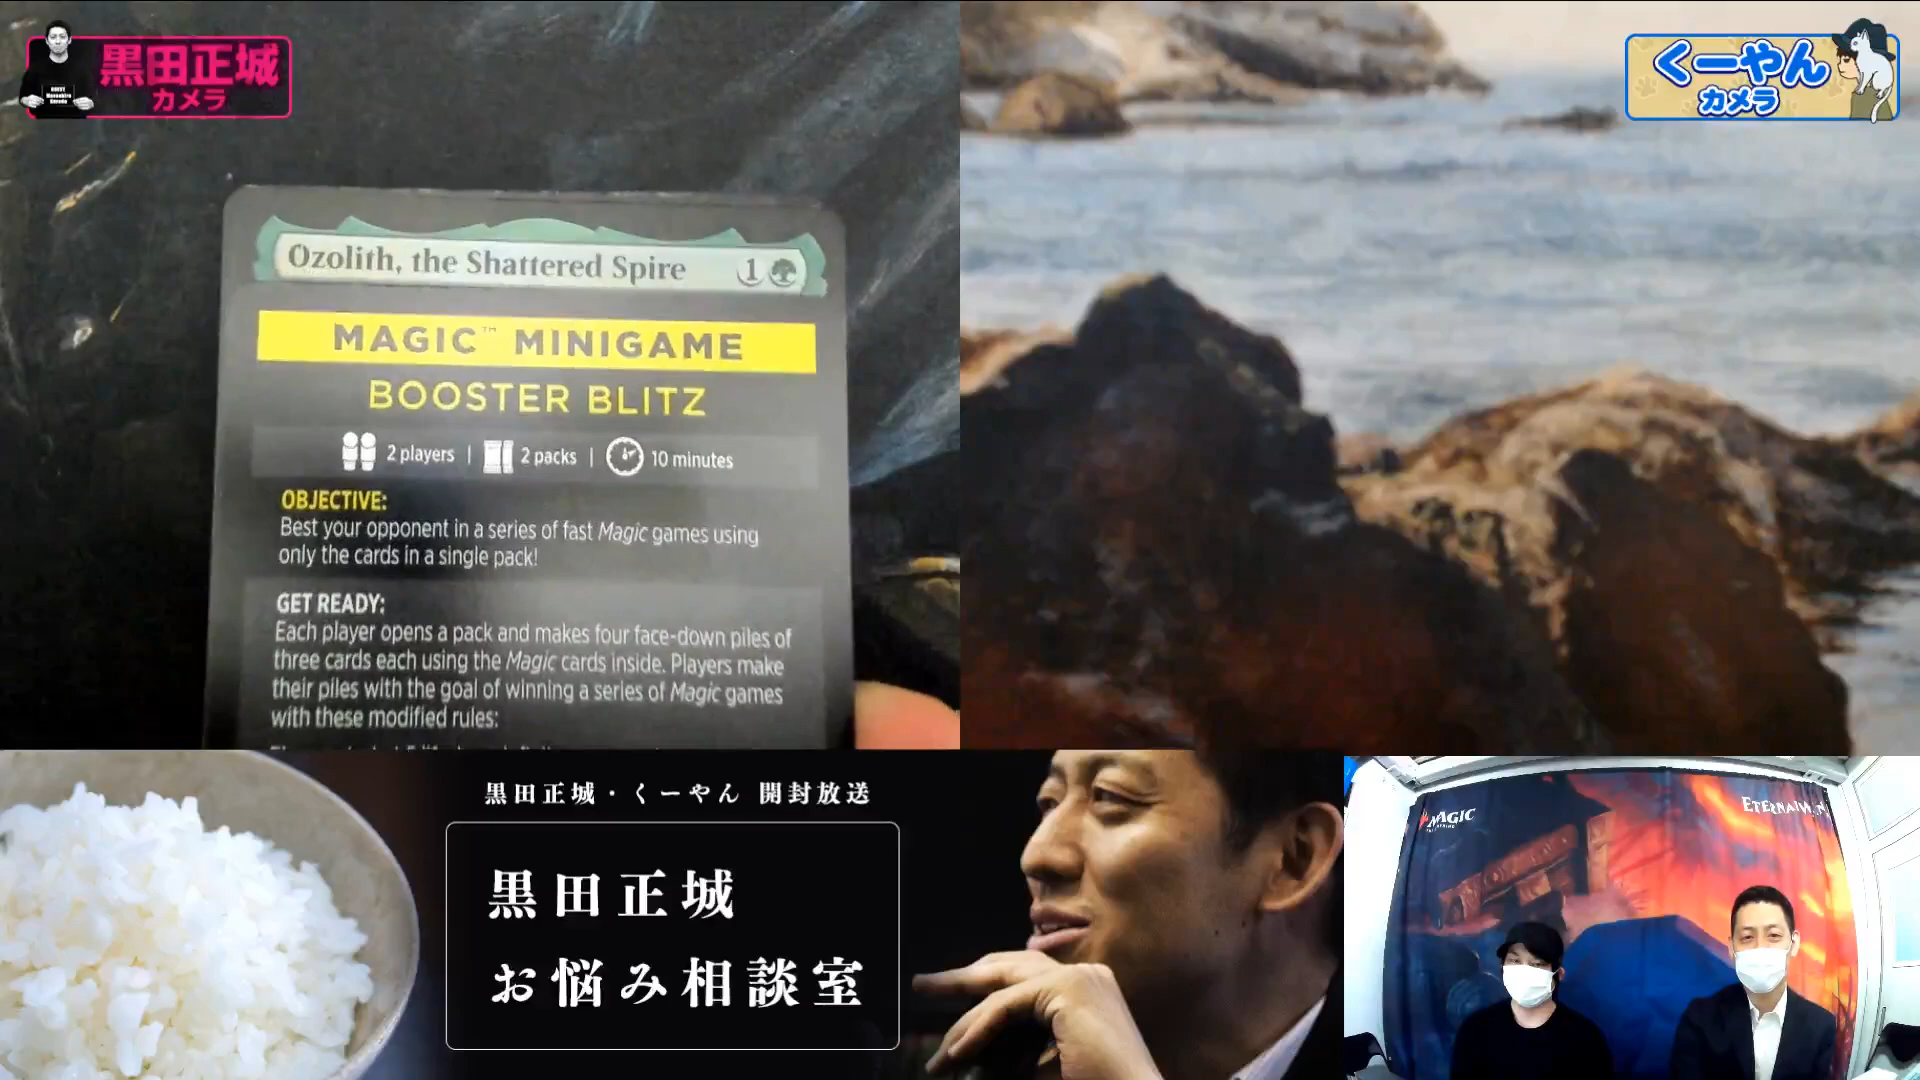 黒田正城
カメラ
くーやん
カメラ
Ozolith, the Shattered Spire 1
MAGIC™ MINIGAME
BOOSTER BLITZ
2 players | 2 packs | 10 minutes
OBJECTIVE:
Best your opponent in a series of fast Magic games using
only the cards in a single pack!
GET READY:
Each player opens a pack and makes four face-down piles of
three cards each using the Magic cards inside. Players make
their piles with the goal of winning a series of Magic games
with these modified rules:
黒田正城・くーやん 開封放送
黒田正城
お悩み相談室
MAGIC